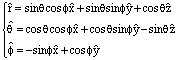 r̂ = sinθcosϕx̂ + sinθsinϕŷ + cosθẑ
θ̂ = cosθcosϕx̂ + cosθsinϕŷ − sinθẑ
ϕ̂ = −sinϕx̂ + cosϕŷ